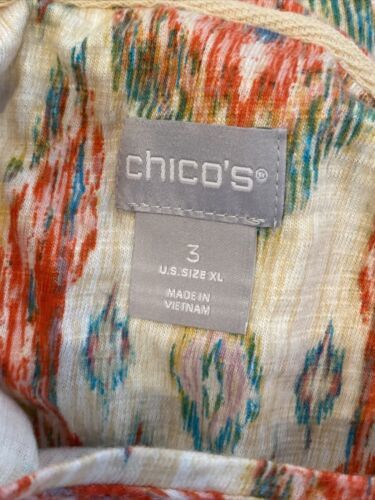 chico's®
3
U.S. SIZE XL
MADE IN
VIETNAM